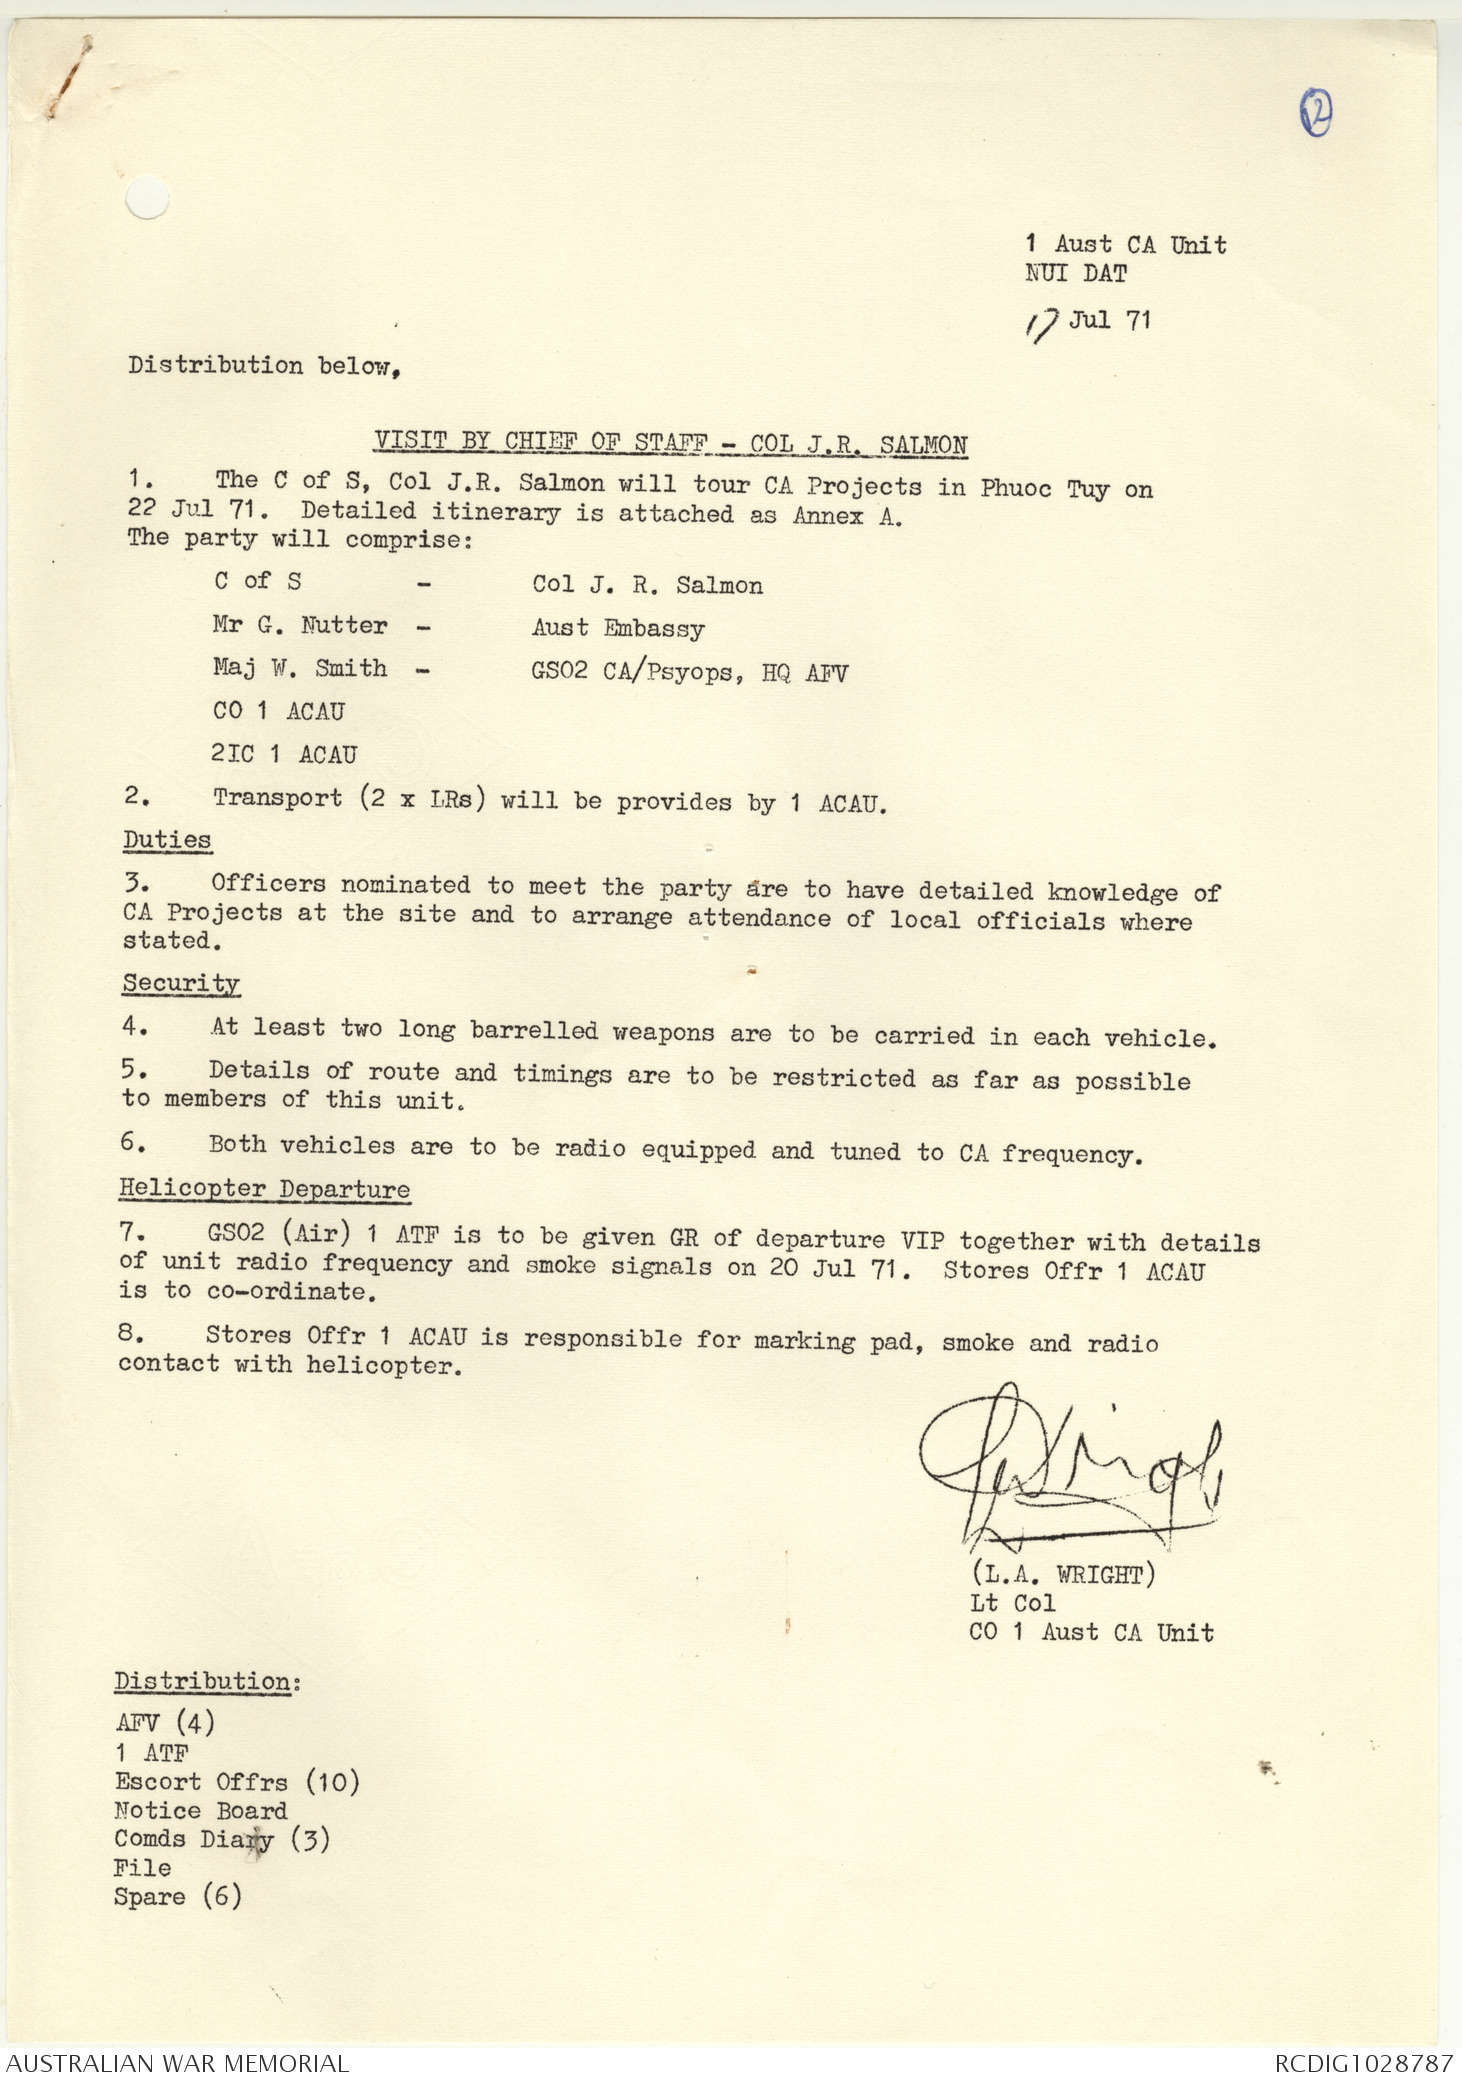 12
1 Aust CA Unit
NUI DAT
17 Jul 71
Distribution below,
VISIT BY CHIEF OF STAFF - COL J.R. SALMON
1. The C of S, Col J.R. Salmon will tour CA Projects in Phuoc Tuy on
22 Jul 71. Detailed itinerary is attached as Annex A.
The party will comprise:
C of S - Col J. R. Salmon
Mr G. Nutter - Aust Embassy
Maj W. Smith - GSO2 CA/Psyops, HQ AFV
CO 1 ACAU
2IC 1 ACAU
2. Transport (2 x LRs) will be provides by 1 ACAU.
Duties
3. Officers nominated to meet the party are to have detailed knowledge of
CA Projects at the site and to arrange attendance of local officials where
stated.
Security
4. At least two long barrelled weapons are to be carried in each vehicle.
5. Details of route and timings are to be restricted as far as possible
to members of this unit.
6. Both vehicles are to be radio equipped and tuned to CA frequency.
Helicopter Departure
7. GSO2 (Air) 1 ATF is to be given GR of departure VIP together with details
of unit radio frequency and smoke signals on 20 Jul 71. Stores Offr 1 ACAU
is to co-ordinate.
8. Stores Offr 1 ACAU is responsible for marking pad, smoke and radio
contact with helicopter.
(L.A. WRIGHT)
Lt Col
CO 1 Aust CA Unit
Distribution:
AFV (4)
1 ATF
Escort Offrs (10)
Notice Board
Comds Diary (3)
File
Spare (6)
AUSTRALIAN WAR MEMORIAL
RCDIG1028787